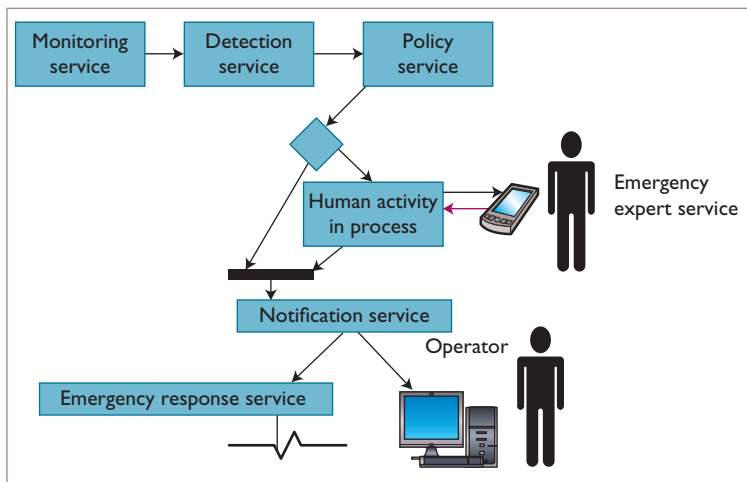 Monitoring
service
Detection
service
Policy
service
Human activity
in process
Emergency
expert service
Notification service
Operator
Emergency response service